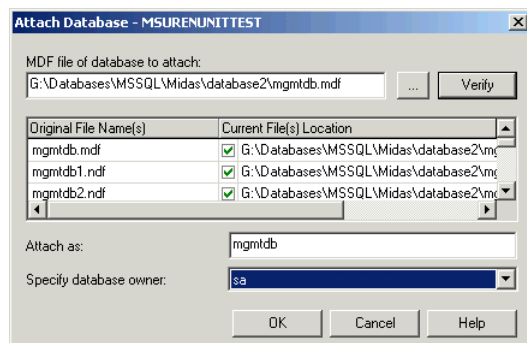 Attach Database - MSURENUNITTEST
MDF file of database to attach:
G:\Databases\MSSQL\Midas\database2\mgmtdb.mdf ... Verify
Original File Name(s) Current File(s) Location
mgmtdb.mdf G:\Databases\MSSQL\Midas\database2\mg
mgmtdb1.ndf G:\Databases\MSSQL\Midas\database2\mg
mgmtdb2.ndf G:\Databases\MSSQL\Midas\database2\mg
Attach as: mgmtdb
Specify database owner: sa
OK Cancel Help